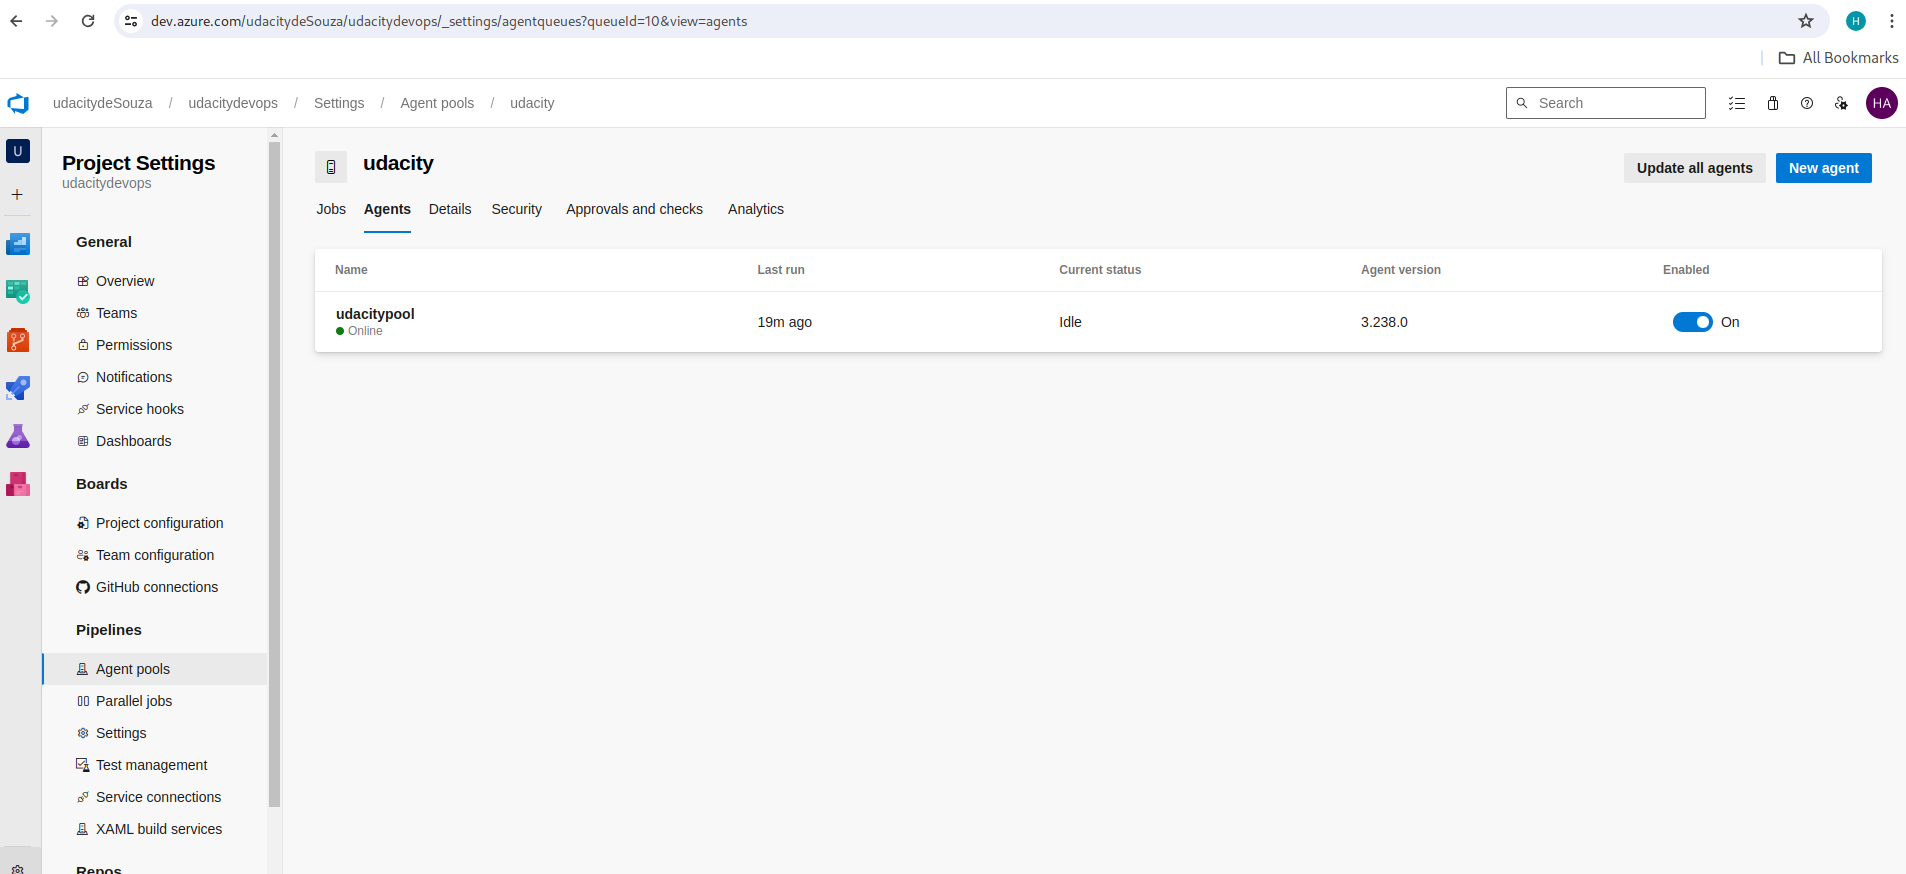 dev.azure.com/udacitydeSouza/udacitydevops/_settings/agentqueues?queueId=10&view=agents
H
All Bookmarks
udacitydeSouza / udacitydevops / Settings / Agent pools / udacity
Search
HA
U
Project Settings
udacitydevops
General
Overview
Teams
Permissions
Notifications
Service hooks
Dashboards
Boards
Project configuration
Team configuration
GitHub connections
Pipelines
Agent pools
Parallel jobs
Settings
Test management
Service connections
XAML build services
Repos
udacity
Update all agents
New agent
Jobs Agents Details Security Approvals and checks Analytics
Name Last run Current status Agent version Enabled
udacitypool 19m ago Idle 3.238.0 On
Online